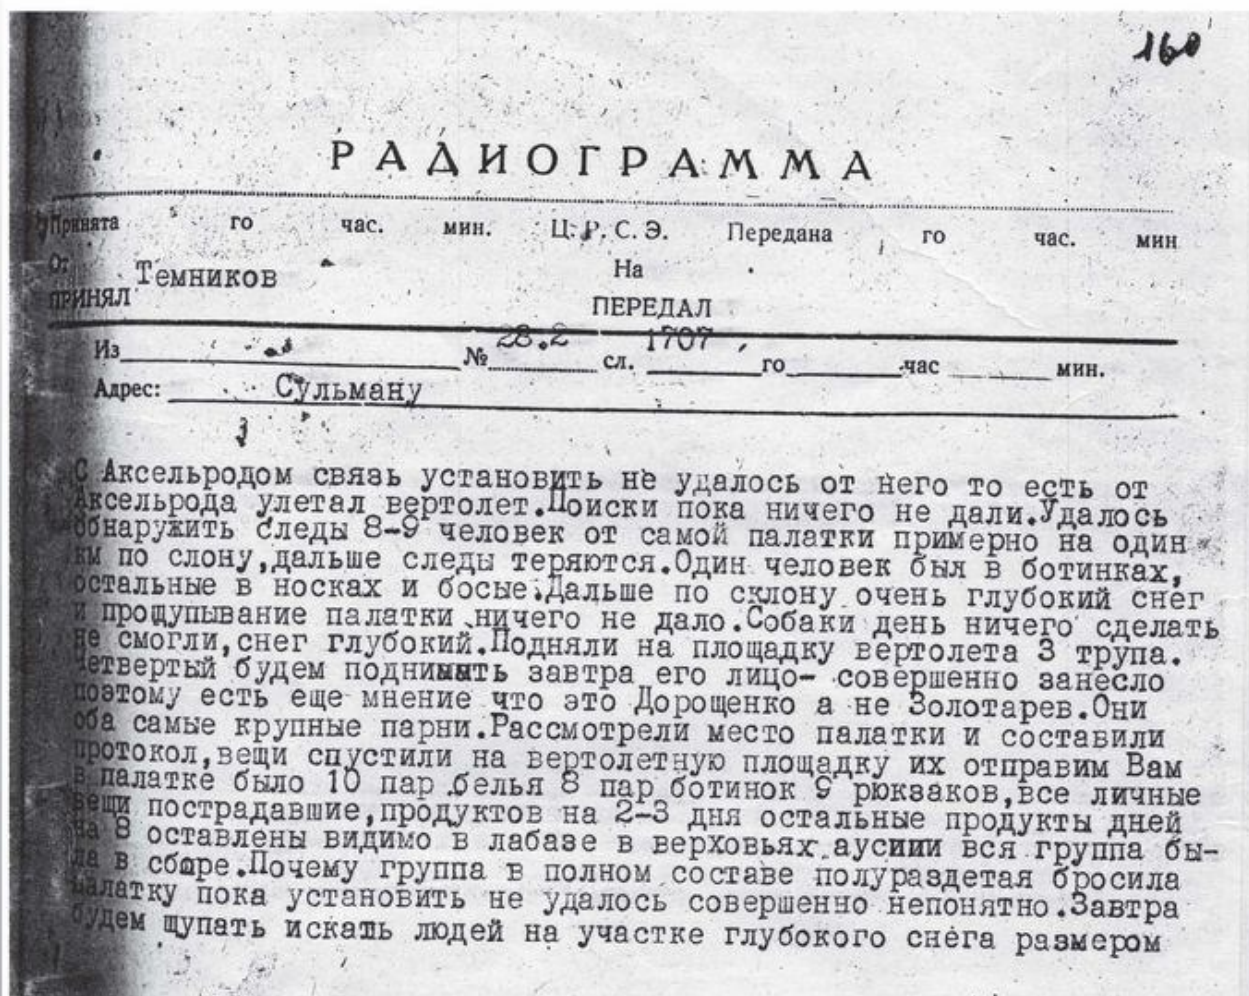 160
РАДИОГРАММА
Принята го час. мин. Ц.Р.С.Э. Передана го час. мин
От Темников На
ПРИНЯЛ ПЕРЕДАЛ
Из № 28.2 сл. 1707 го час мин.
Адрес: Сульману
С Аксельродом связь установить не удалось от него то есть от
Аксельрода улетал вертолет.Поиски пока ничего не дали.Удалось
обнаружить следы 8-9 человек от самой палатки примерно на один
км по слону,дальше следы теряются.Один человек был в ботинках,
остальные в носках и босые.Дальше по склону очень глубокий снег
и прощупывание палатки ничего не дало.Собаки день ничего сделать
не смогли,снег глубокий.Подняли на площадку вертолета 3 трупа.
Четвертый будем поднимать завтра его лицо- совершенно занесло
поэтому есть еще мнение что это Дорощенко а не Золотарев.Они
оба самые крупные парни.Рассмотрели место палатки и составили
протокол,вещи спустили на вертолетную площадку их отправим Вам
в палатке было 10 пар белья 8 пар ботинок 9 рюкзаков,все личные
вещи пострадавшие,продуктов на 2-3 дня остальные продукты дней
на 8 оставлены видимо в лабазе в верховьях аусиии вся группа бы-
ла в сборе.Почему группа в полном составе полураздетая бросила
палатку пока установить не удалось совершенно непонятно.Завтра
будем щупать искать людей на участке глубокого снега размером